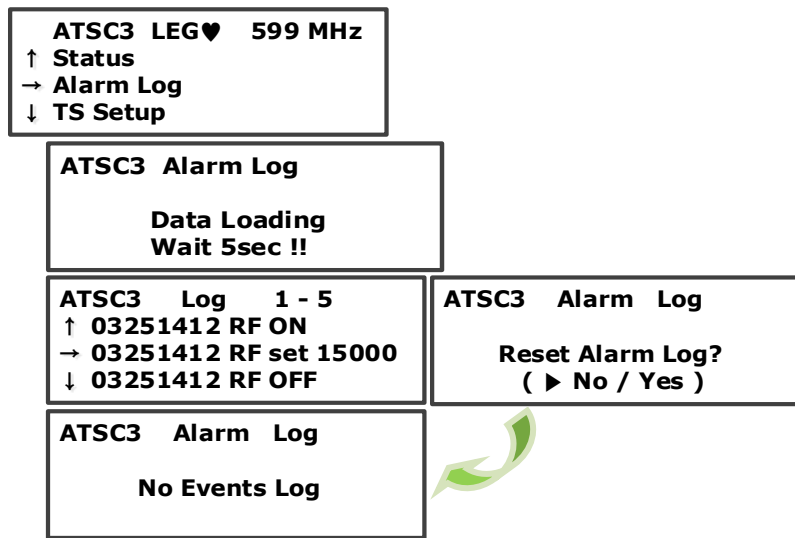 ATSC3 LEG♥ 599 MHz
↑ Status
→ Alarm Log
↓ TS Setup
ATSC3 Alarm Log
Data Loading
Wait 5sec !!
ATSC3 Log 1 - 5
↑ 03251412 RF ON
→ 03251412 RF set 15000
↓ 03251412 RF OFF
ATSC3 Alarm Log
Reset Alarm Log?
( ▶ No / Yes )
ATSC3 Alarm Log
No Events Log